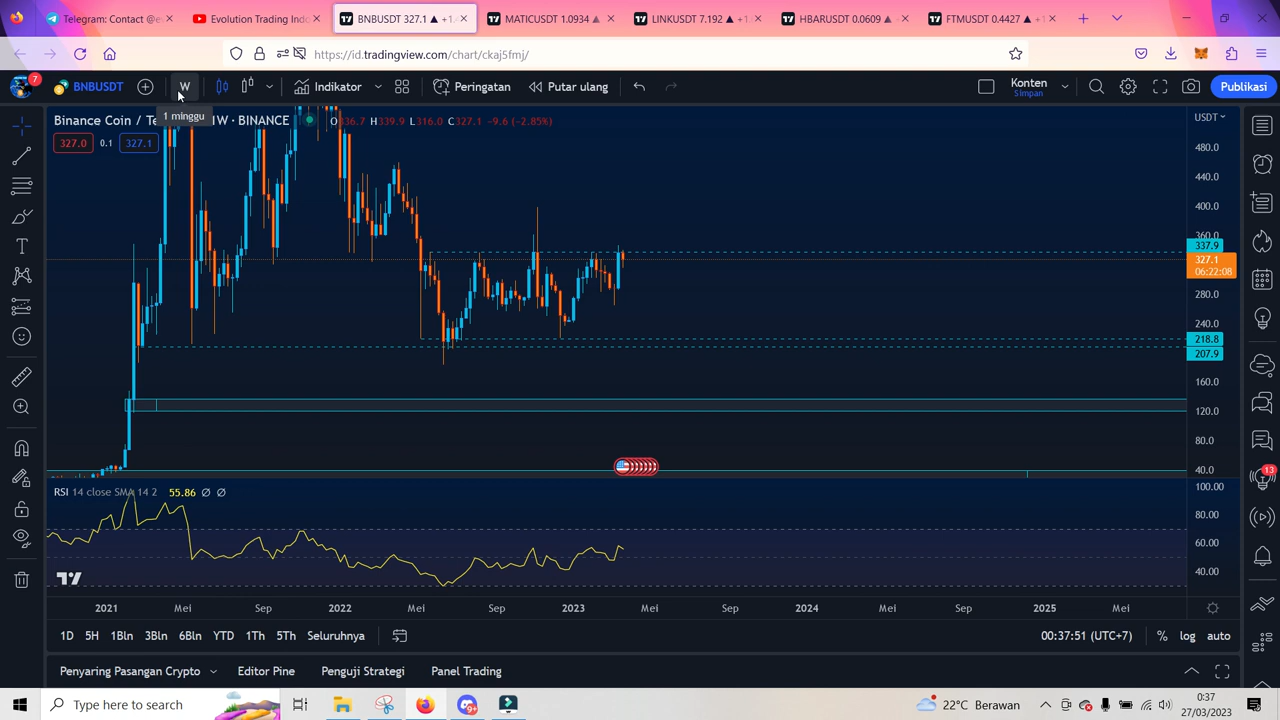 Telegram: Contact @e
Evolution Trading Ind
BNBUSDT 327.1 ▲ +1.
MATICUSDT 1.0934 ▲
LINKUSDT 7.192 ▲ +1
HBARUSDT 0.0609 ▲
FTMUSDT 0.4427 ▲ +1
https://id.tradingview.com/chart/ckaj5fmj/
7
BNBUSDT
W
Indikator
Peringatan
Putar ulang
Konten
Simpan
Publikasi
1 minggu
Binance Coin / Te
1W · BINANCE
O336.7 H339.9 L316.0 C327.1 -9.6 (-2.85%)
USDT
327.0 0.1 327.1
480.0
440.0
400.0
360.0
337.9
327.1
06:22:08
280.0
240.0
218.8
207.9
160.0
120.0
80.0
40.0
RSI 14 close SMA 14 2 55.86 Ø Ø
100.00
80.00
60.00
40.00
13
2021 Mei Sep 2022 Mei Sep 2023 Mei Sep 2024 Mei Sep 2025 Mei
1D 5H 1Bln 3Bln 6Bln YTD 1Th 5Th Seluruhnya
00:37:51 (UTC+7) % log auto
Penyaring Pasangan Crypto Editor Pine Penguji Strategi Panel Trading
Type here to search
22°C Berawan
0:37
27/03/2023